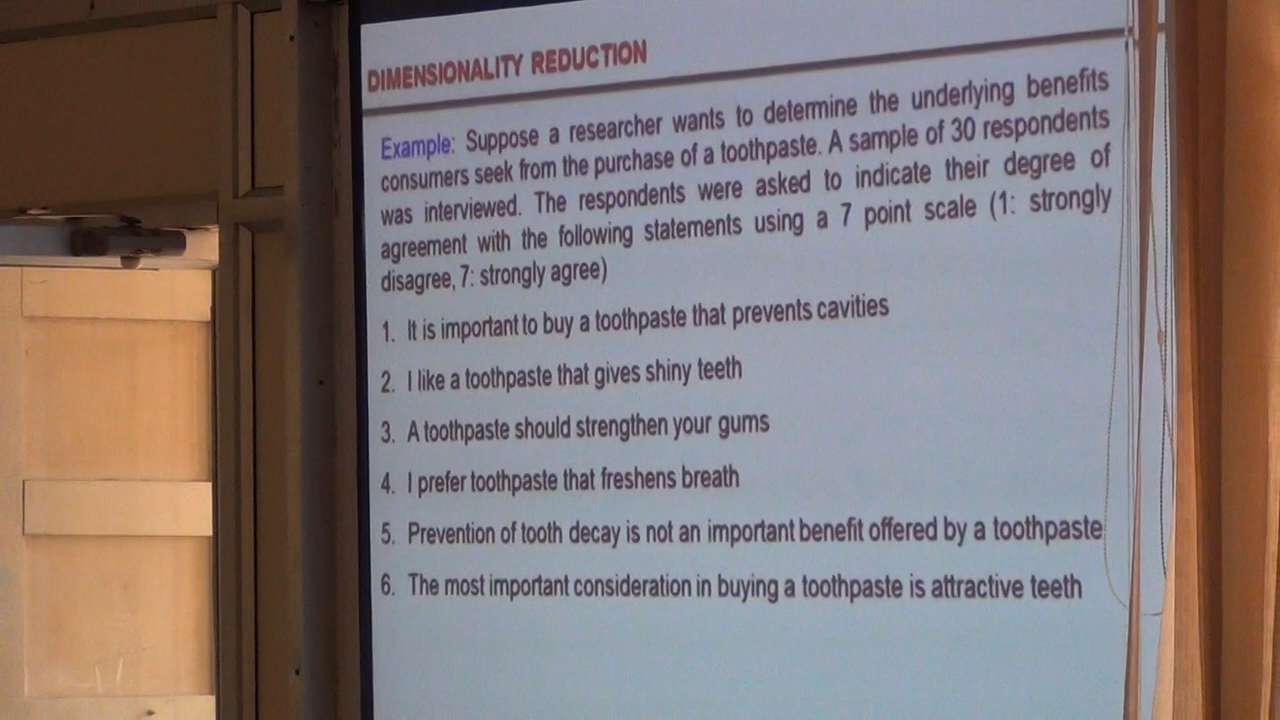 DIMENSIONALITY REDUCTION
Example: Suppose a researcher wants to determine the underlying benefits
consumers seek from the purchase of a toothpaste. A sample of 30 respondents
was interviewed. The respondents were asked to indicate their degree of
agreement with the following statements using a 7 point scale (1: strongly
disagree, 7: strongly agree)
1. It is important to buy a toothpaste that prevents cavities
2. I like a toothpaste that gives shiny teeth
3. A toothpaste should strengthen your gums
4. I prefer toothpaste that freshens breath
5. Prevention of tooth decay is not an important benefit offered by a toothpaste
6. The most important consideration in buying a toothpaste is attractive teeth